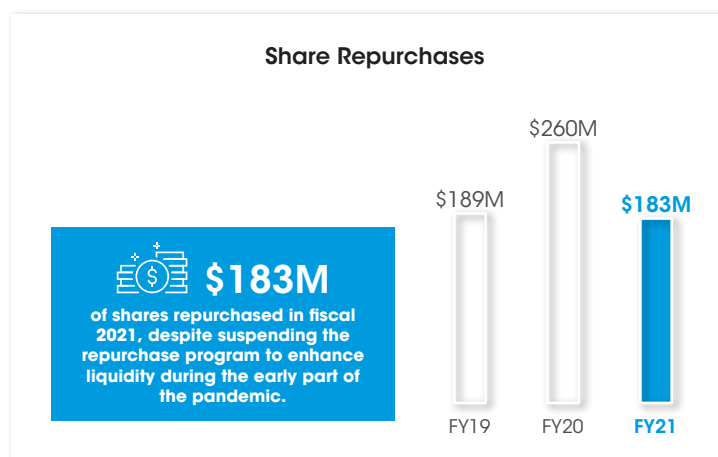 Share Repurchases
$260M
$189M
$183M
$183M
of shares repurchased in fiscal
2021, despite suspending the
repurchase program to enhance
liquidity during the early part of
the pandemic.
FY19
FY20
FY21